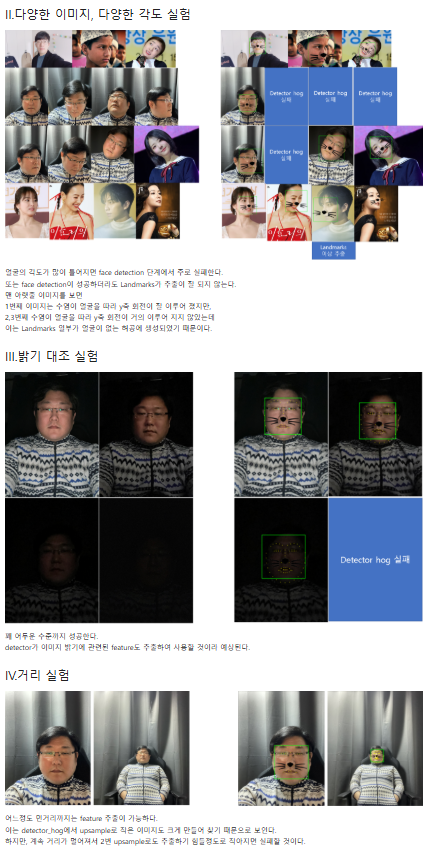 II.다양한 이미지, 다양한 각도 실험
Detector hog
실패
Detector hog
실패
Detector hog
실패
Detector hog
실패
Landmarks
이상 추출
얼굴의 각도가 많이 틀어지면 face detection 단계에서 주로 실패한다.
또는 face detection이 성공하더라도 Landmarks가 추출이 잘 되지 않는다.
맨 아랫줄 이미지를 보면
1번째 이미지는 수염이 얼굴을 따라 y축 회전이 잘 이루어 졌지만,
2,3번째 수염이 얼굴을 따라 y축 회전이 거의 이루어 지지 않았는데
이는 Landmarks 일부가 얼굴이 없는 허공에 생성되었기 때문이다.
III.밝기 대조 실험
Detector hog 실패
꽤 어두운 수준까지 성공한다.
detector가 이미지 밝기에 관련된 feature도 추출하여 사용할 것이라 예상된다.
IV.거리 실험
어느정도 먼거리까지는 feature 추출이 가능하다.
이는 detector_hog에서 upsample로 작은 이미지도 크게 만들어 찾기 때문으로 보인다.
하지만, 계속 거리가 멀어져서 2번 upsample로도 추출하기 힘들정도로 작아지면 실패할 것이다.